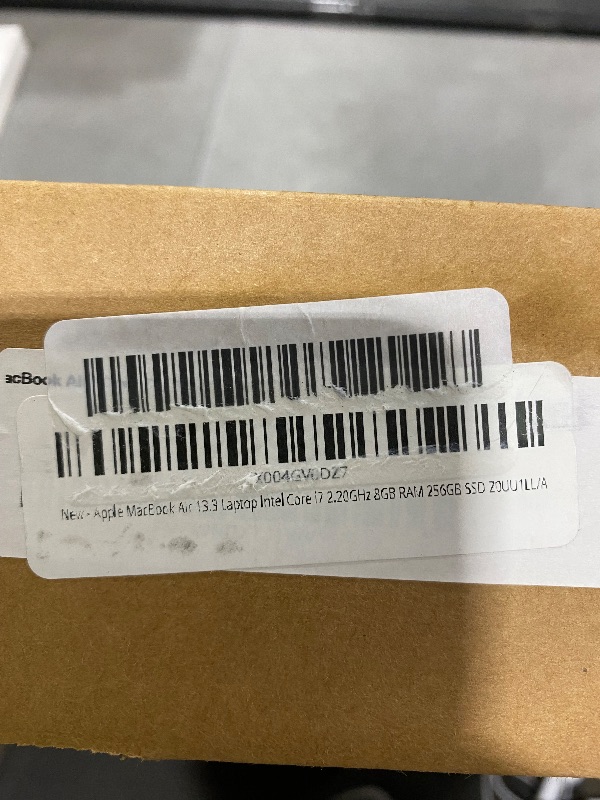 acBook Ai
X004GV0DZ7
New - Apple MacBook Air 13.3 Laptop Intel Core i7 2.20GHz 8GB RAM 256GB SSD Z0UU1LL/A